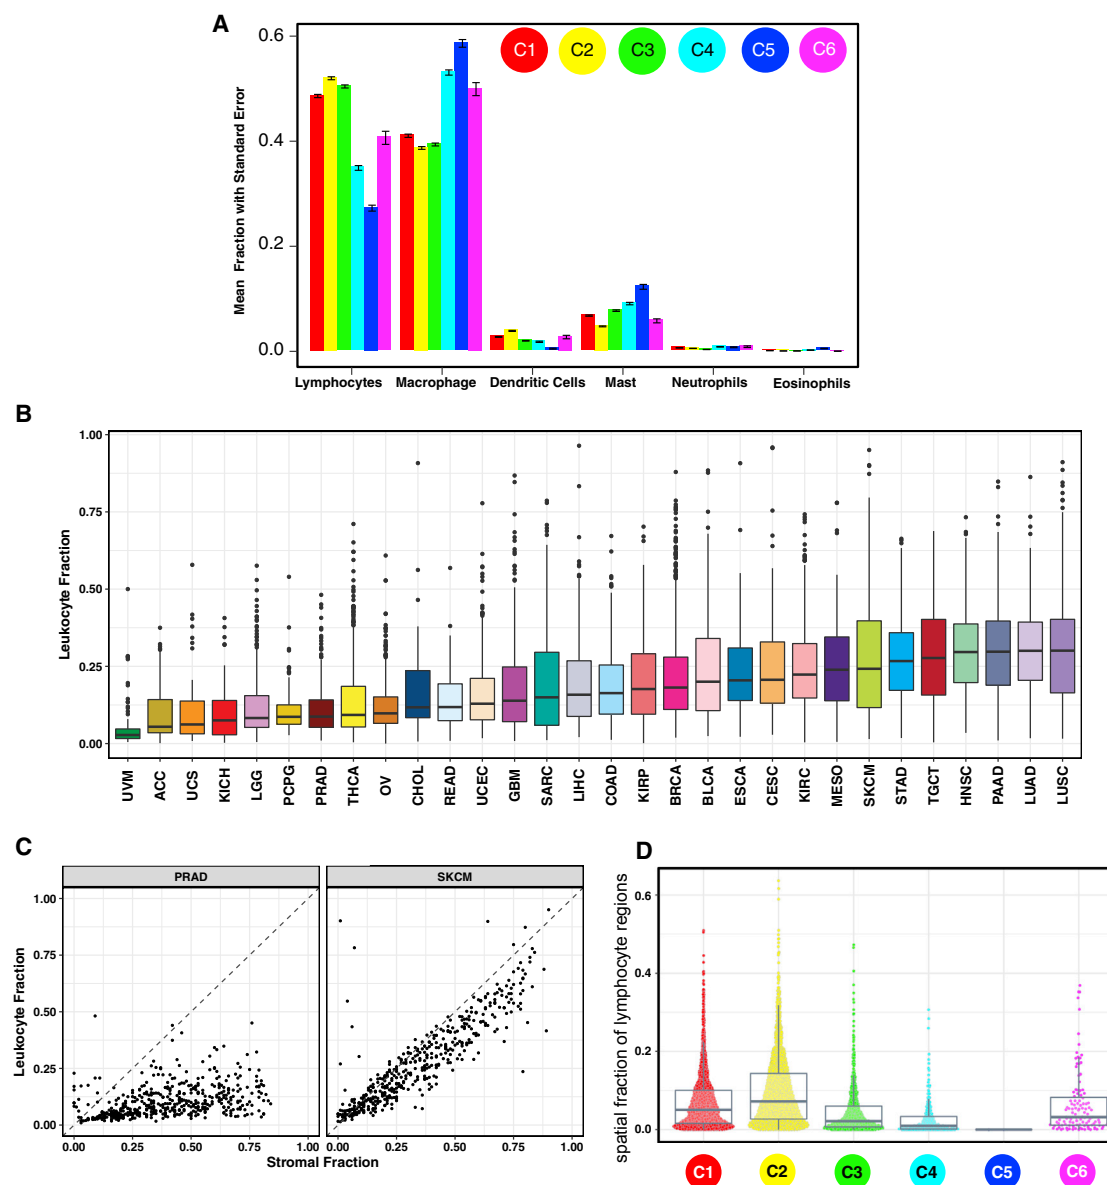 A
0.6
0.4
0.2
0.0
Mean Fraction with Standard Error
C1 C2 C3 C4 C5 C6
Lymphocytes Macrophage Dendritic Cells Mast Neutrophils Eosinophils
B
1.00
0.75
0.50
0.25
0.00
Leukocyte Fraction
UVM ACC UCS KICH LGG PCPG PRAD THCA OV CHOL READ UCEC GBM SARC LIHC COAD KIRP BRCA BLCA ESCA CESC KIRC MESO SKCM STAD TGCT HNSC PAAD LUAD LUSC
C
PRAD SKCM
1.00
0.75
0.50
0.25
0.00
Leukocyte Fraction
0.00 0.25 0.50 0.75 1.00 0.00 0.25 0.50 0.75 1.00
Stromal Fraction
D
0.6
0.4
0.2
0.0
spatial fraction of lymphocyte regions
C1 C2 C3 C4 C5 C6